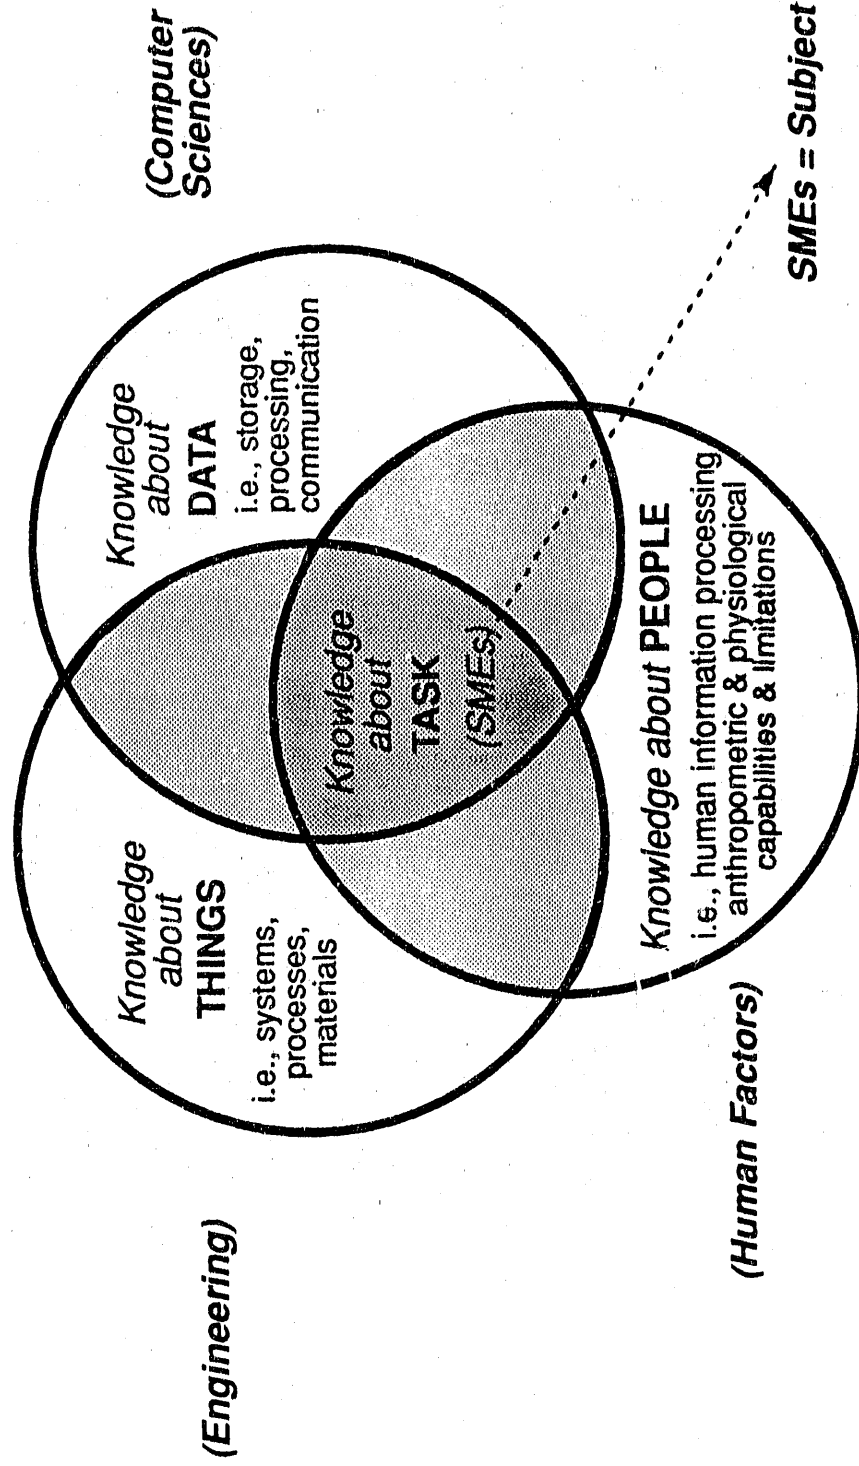 (Engineering)
(Computer
Sciences)
Knowledge
about
THINGS
i.e., systems,
processes,
materials
Knowledge
about
DATA
i.e., storage,
processing,
communication
Knowledge
about
TASK
(SMEs)
Knowledge about PEOPLE
i.e., human information processing
anthropometric & physiological
capabilities & limitations
(Human Factors)
SMEs = Subject